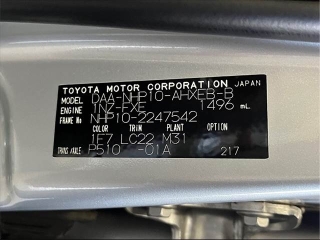 TOYOTA MOTOR CORPORATION JAPAN
MODEL DAA-NHP10-AHXEB-B
ENGINE 1NZ-FXE 1496 mL
FRAME No. NHP10-2247542
COLOR TRIM PLANT OPTION
1F7 LC22 M31
TRANS AXLE P510 -01A 217